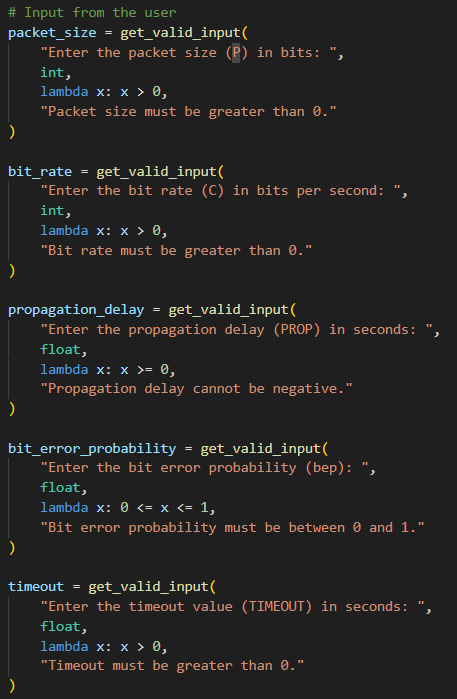 # Input from the user
packet_size = get_valid_input(
    "Enter the packet size (P) in bits: ",
    int,
    lambda x: x > 0,
    "Packet size must be greater than 0."
)

bit_rate = get_valid_input(
    "Enter the bit rate (C) in bits per second: ",
    int,
    lambda x: x > 0,
    "Bit rate must be greater than 0."
)

propagation_delay = get_valid_input(
    "Enter the propagation delay (PROP) in seconds: ",
    float,
    lambda x: x >= 0,
    "Propagation delay cannot be negative."
)

bit_error_probability = get_valid_input(
    "Enter the bit error probability (bep): ",
    float,
    lambda x: 0 <= x <= 1,
    "Bit error probability must be between 0 and 1."
)

timeout = get_valid_input(
    "Enter the timeout value (TIMEOUT) in seconds: ",
    float,
    lambda x: x > 0,
    "Timeout must be greater than 0."
)